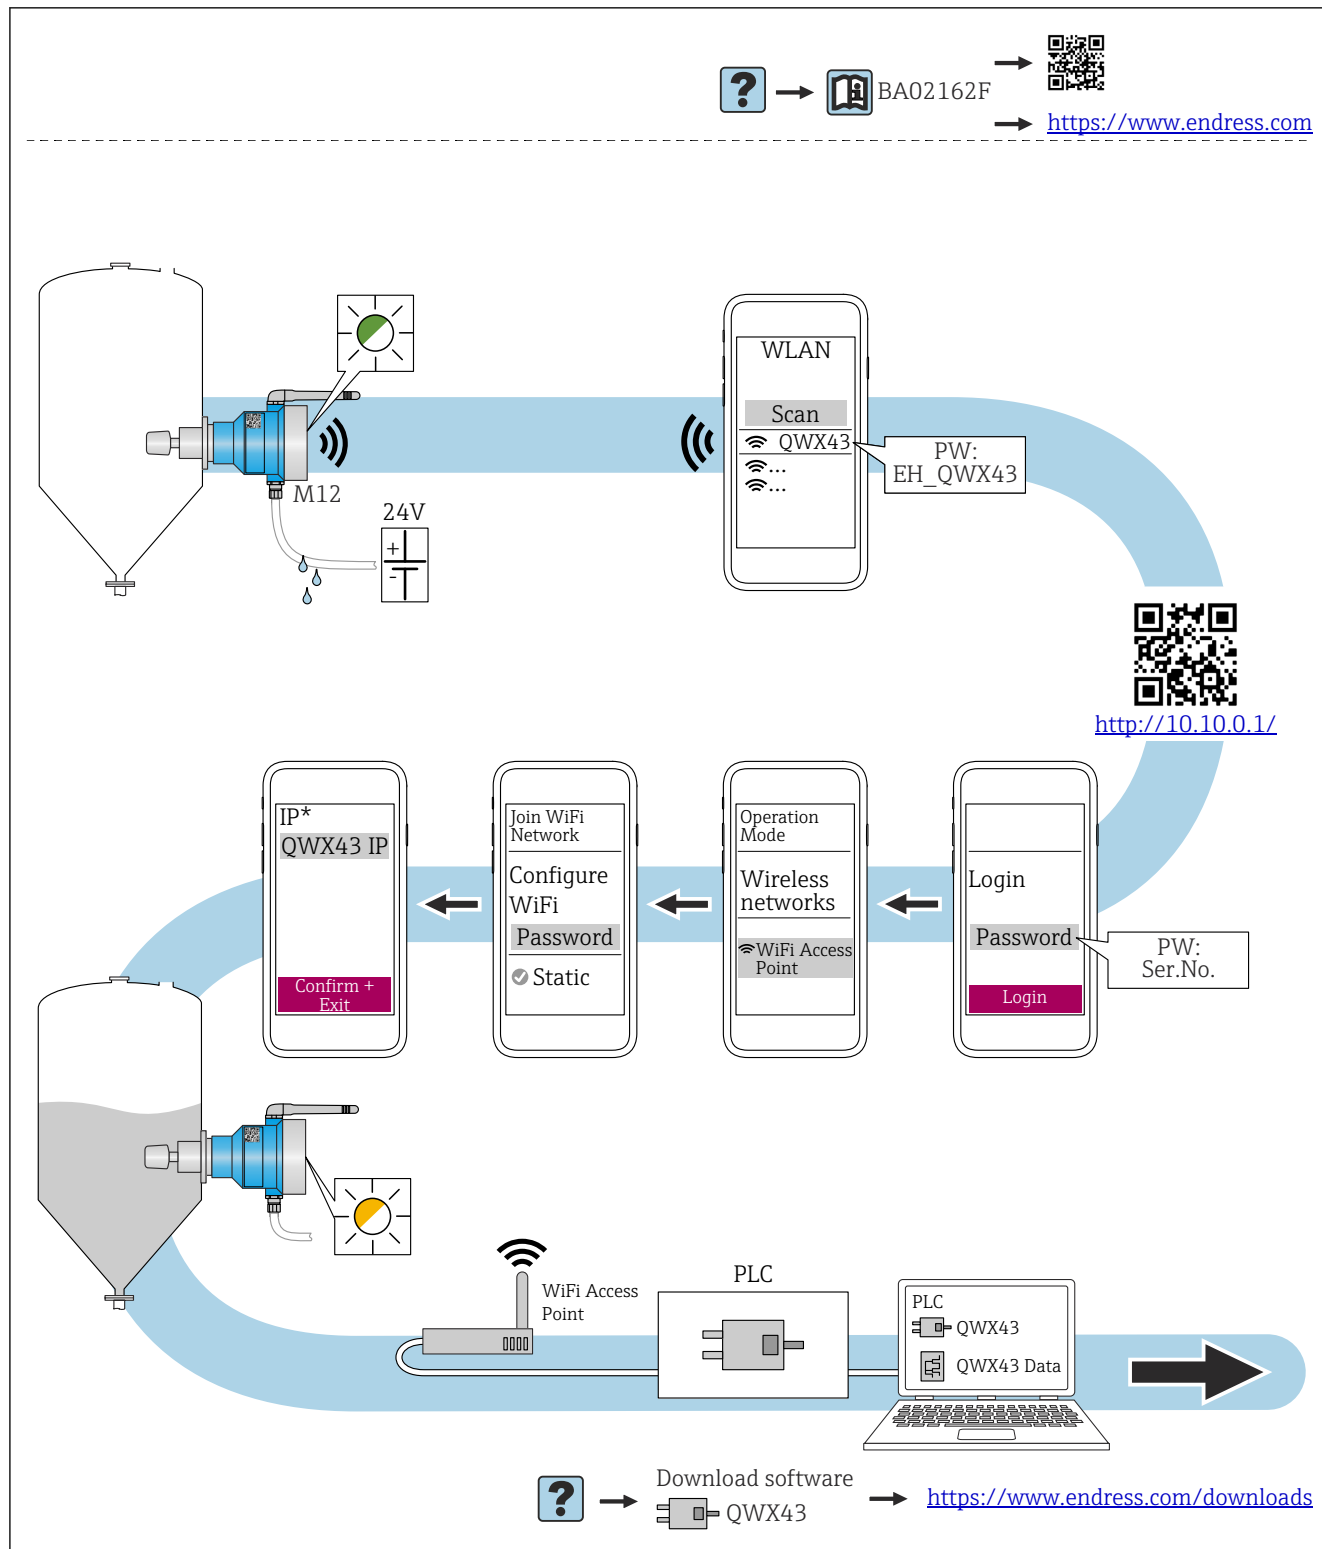 BA02162F
https://www.endress.com
M12
24V
+
-
WLAN
Scan
QWX43
...
...
PW:
EH_QWX43
http://10.10.0.1/
IP*
QWX43 IP
Confirm +
Exit
Join WiFi
Network
Configure
WiFi
Password
Static
Operation
Mode
Wireless
networks
WiFi Access
Point
Login
Password
Login
PW:
Ser.No.
WiFi Access
Point
PLC
PLC
QWX43
QWX43 Data
Download software
QWX43
https://www.endress.com/downloads